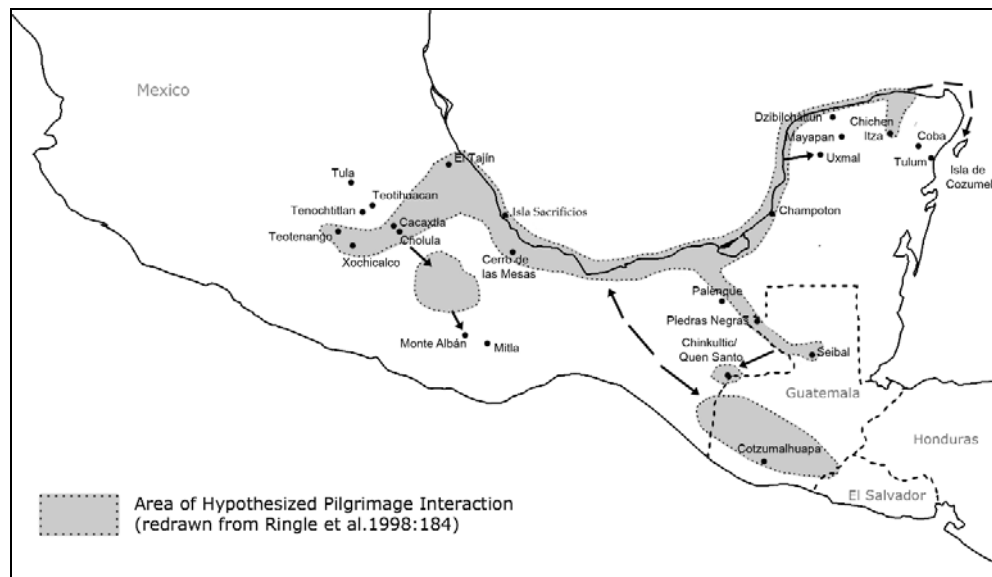 Mexico
Dzibilchaltun
Mayapan
Chichen
Itza
Coba
Uxmal
Tulum
Isla de
Cozumel
El Tajín
Tula
Teotihuacan
Tenochtitlan
Isla Sacrificios
Champoton
Cacaxtla
Teotenango
Cholula
Xochicalco
Cerro de
las Mesas
Palenque
Piedras Negras
Monte Albán
Mitla
Chinkultic/
Quen Santo
Seibal
Guatemala
Honduras
Cotzumalhuapa
El Salvador
Area of Hypothesized Pilgrimage Interaction
(redrawn from Ringle et al.1998:184)